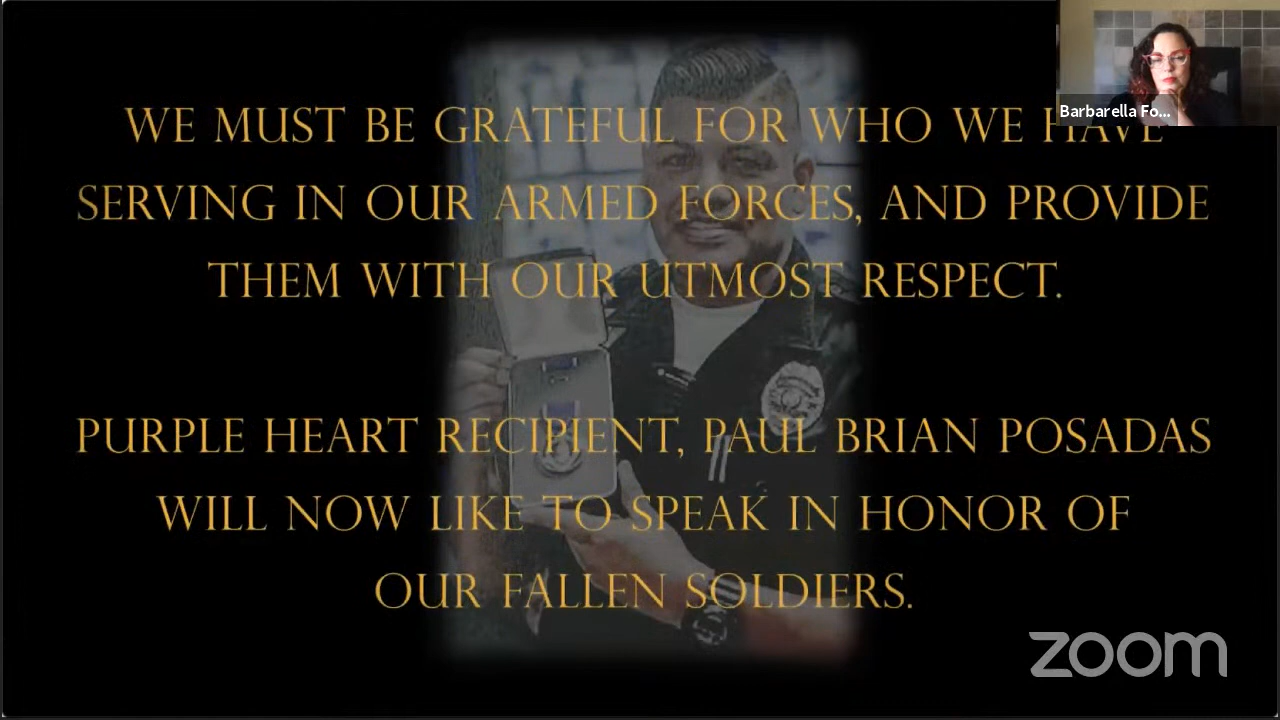 WE MUST BE GRATEFUL FOR WHO WE HAVE
SERVING IN OUR ARMED FORCES, AND PROVIDE
THEM WITH OUR UTMOST RESPECT.
PURPLE HEART RECIPIENT, PAUL BRIAN POSADAS
WILL NOW LIKE TO SPEAK IN HONOR OF
OUR FALLEN SOLDIERS.
Barbarella Fo...
zoom